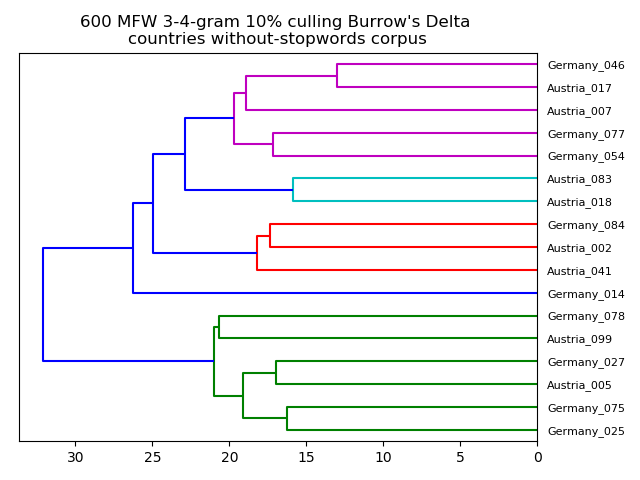 600 MFW 3-4-gram 10% culling Burrow's Delta
countries without-stopwords corpus
Germany_046
Austria_017
Austria_007
Germany_077
Germany_054
Austria_083
Austria_018
Germany_084
Austria_002
Austria_041
Germany_014
Germany_078
Austria_099
Germany_027
Austria_005
Germany_075
Germany_025
30 25 20 15 10 5 0